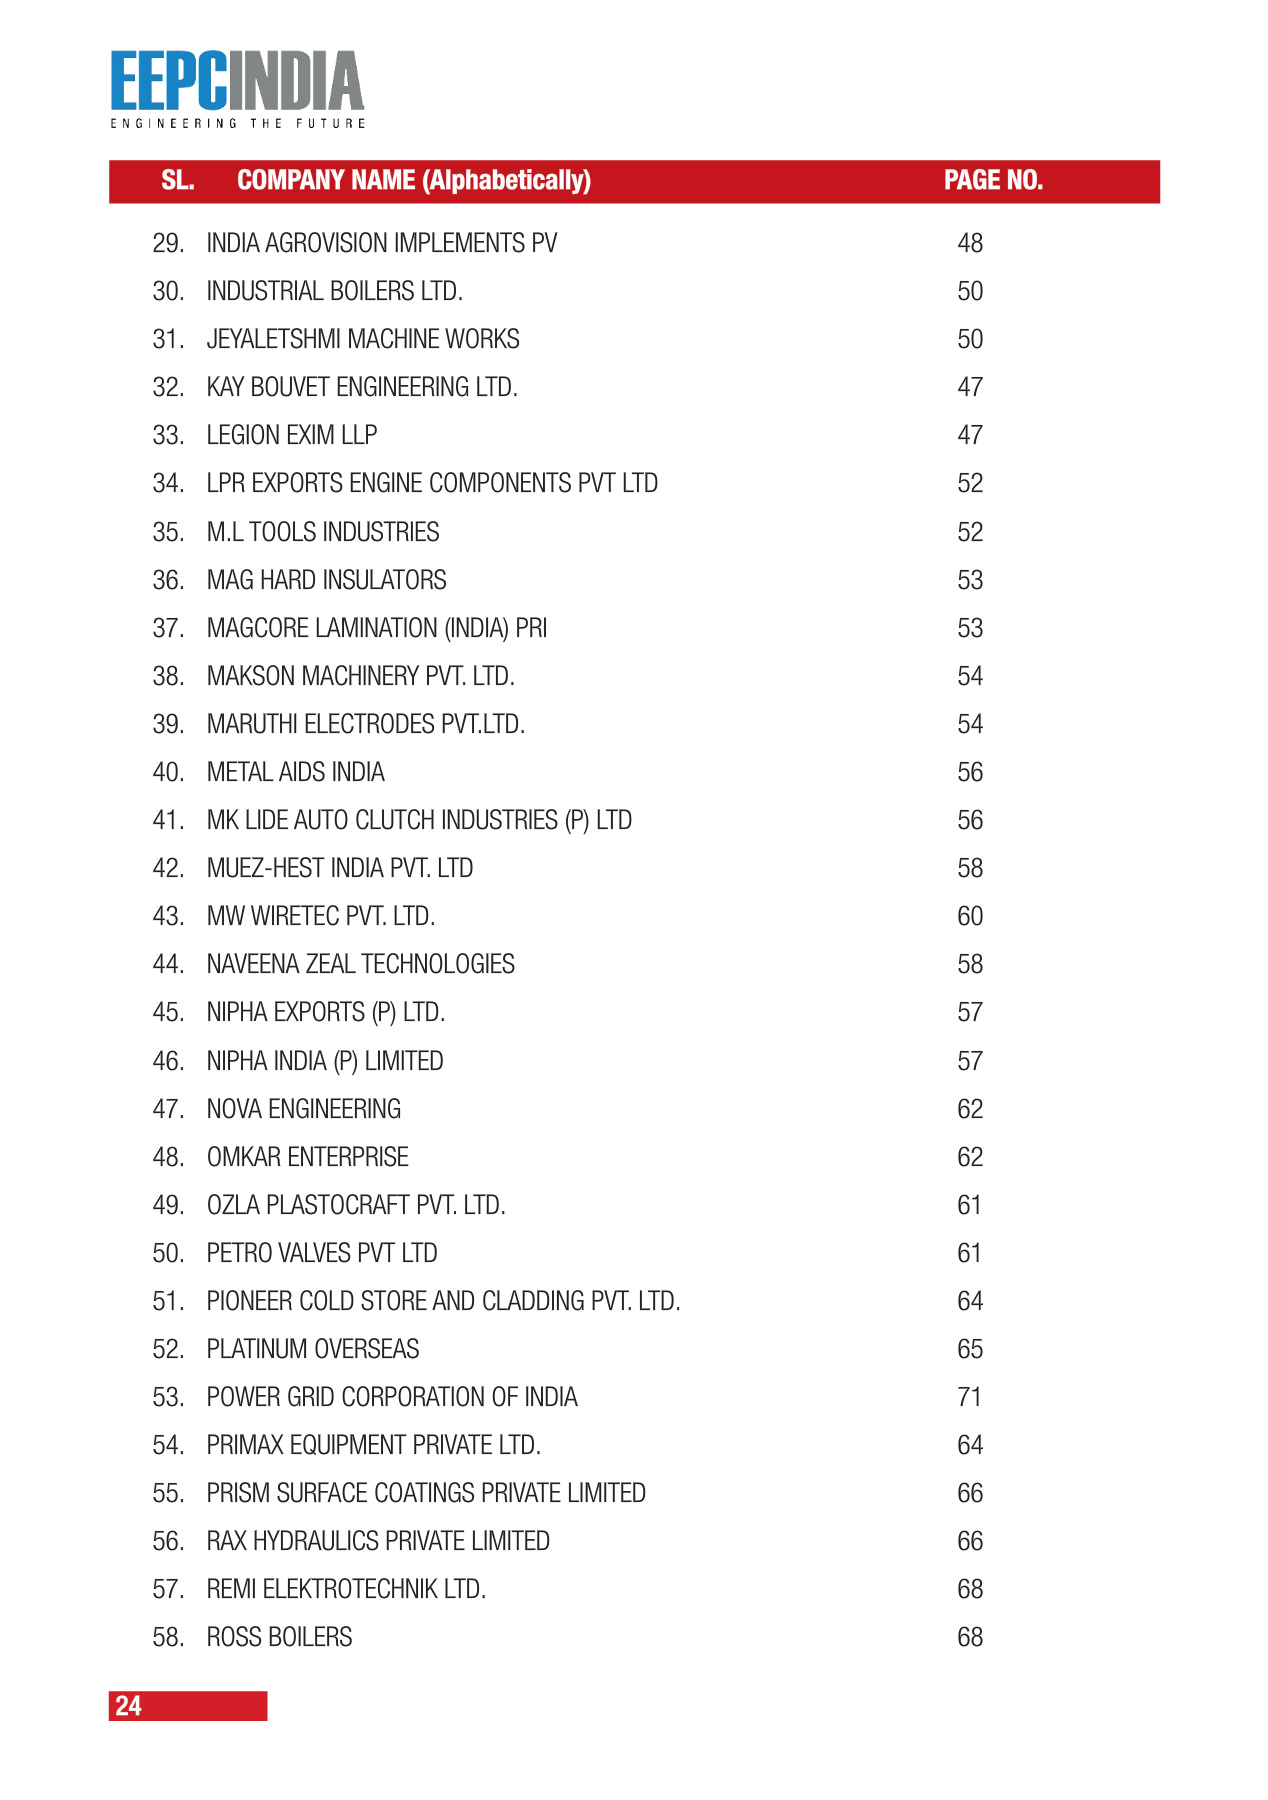 EEPCINDIA
ENGINEERING THE FUTURE
SL. COMPANY NAME (Alphabetically) PAGE NO.
29. INDIA AGROVISION IMPLEMENTS PV 48
30. INDUSTRIAL BOILERS LTD. 50
31. JEYALETSHMI MACHINE WORKS 50
32. KAY BOUVET ENGINEERING LTD. 47
33. LEGION EXIM LLP 47
34. LPR EXPORTS ENGINE COMPONENTS PVT LTD 52
35. M.L TOOLS INDUSTRIES 52
36. MAG HARD INSULATORS 53
37. MAGCORE LAMINATION (INDIA) PRI 53
38. MAKSON MACHINERY PVT. LTD. 54
39. MARUTHI ELECTRODES PVT.LTD. 54
40. METAL AIDS INDIA 56
41. MK LIDE AUTO CLUTCH INDUSTRIES (P) LTD 56
42. MUEZ-HEST INDIA PVT. LTD 58
43. MW WIRETEC PVT. LTD. 60
44. NAVEENA ZEAL TECHNOLOGIES 58
45. NIPHA EXPORTS (P) LTD. 57
46. NIPHA INDIA (P) LIMITED 57
47. NOVA ENGINEERING 62
48. OMKAR ENTERPRISE 62
49. OZLA PLASTOCRAFT PVT. LTD. 61
50. PETRO VALVES PVT LTD 61
51. PIONEER COLD STORE AND CLADDING PVT. LTD. 64
52. PLATINUM OVERSEAS 65
53. POWER GRID CORPORATION OF INDIA 71
54. PRIMAX EQUIPMENT PRIVATE LTD. 64
55. PRISM SURFACE COATINGS PRIVATE LIMITED 66
56. RAX HYDRAULICS PRIVATE LIMITED 66
57. REMI ELEKTROTECHNIK LTD. 68
58. ROSS BOILERS 68
24